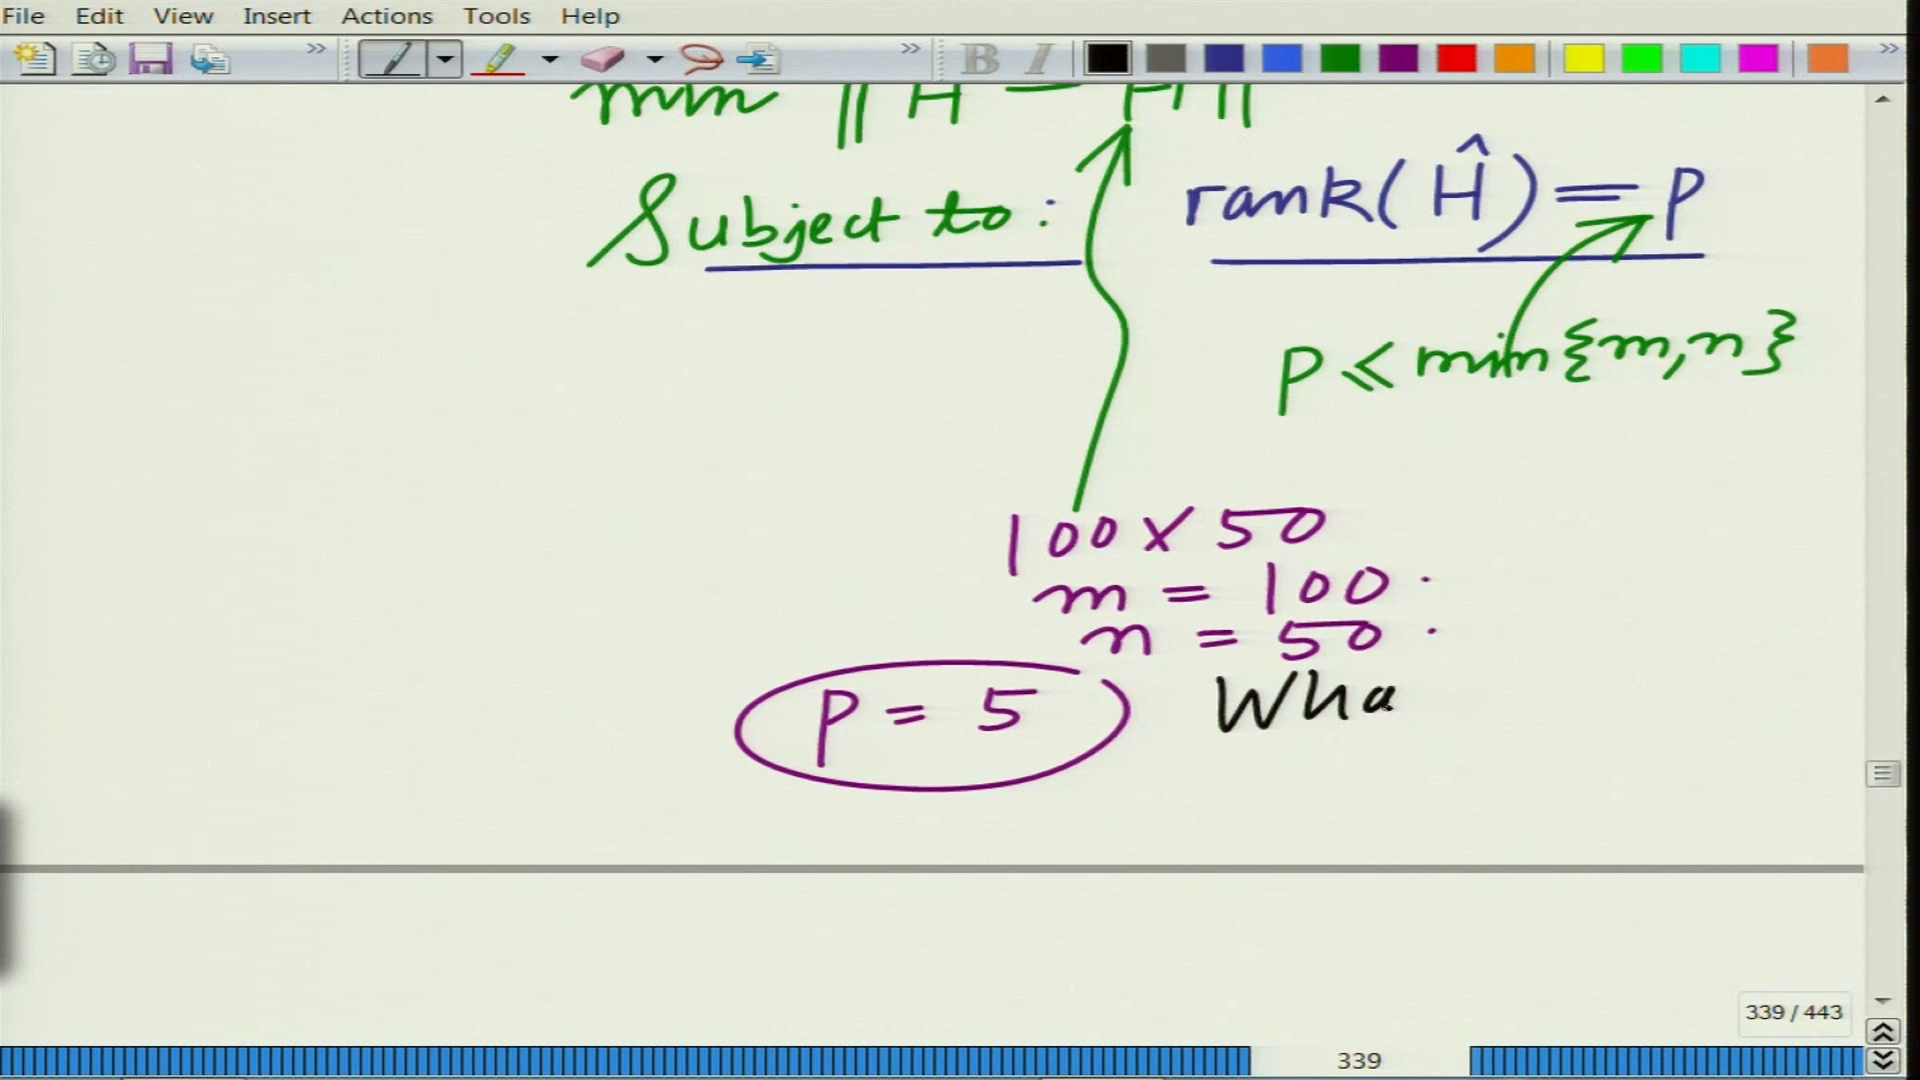 File Edit View Insert Actions Tools Help
B I
min || H - Ĥ ||
Subject to: rank(Ĥ) = P
P ≤ min{m,n}
100 X 50
m = 100
n = 50
P = 5 Wha
339 / 443
339